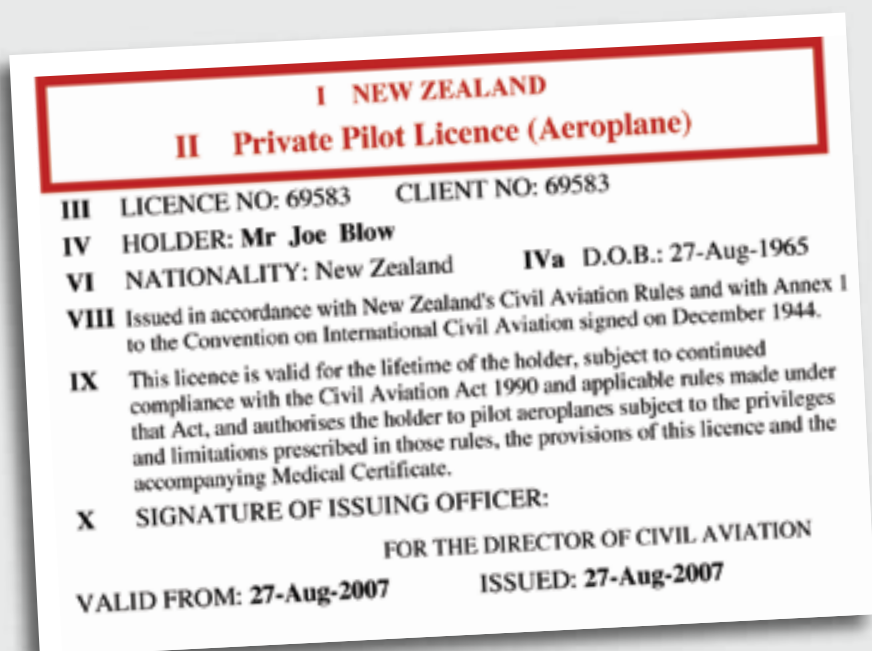 I NEW ZEALAND
II Private Pilot Licence (Aeroplane)
III LICENCE NO: 69583 CLIENT NO: 69583
IV HOLDER: Mr Joe Blow
VI NATIONALITY: New Zealand IVa D.O.B.: 27-Aug-1965
VIII Issued in accordance with New Zealand's Civil Aviation Rules and with Annex 1
to the Convention on International Civil Aviation signed on December 1944.
IX This licence is valid for the lifetime of the holder, subject to continued
compliance with the Civil Aviation Act 1990 and applicable rules made under
that Act, and authorises the holder to pilot aeroplanes subject to the privileges
and limitations prescribed in those rules, the provisions of this licence and the
accompanying Medical Certificate.
X SIGNATURE OF ISSUING OFFICER:
FOR THE DIRECTOR OF CIVIL AVIATION
VALID FROM: 27-Aug-2007 ISSUED: 27-Aug-2007